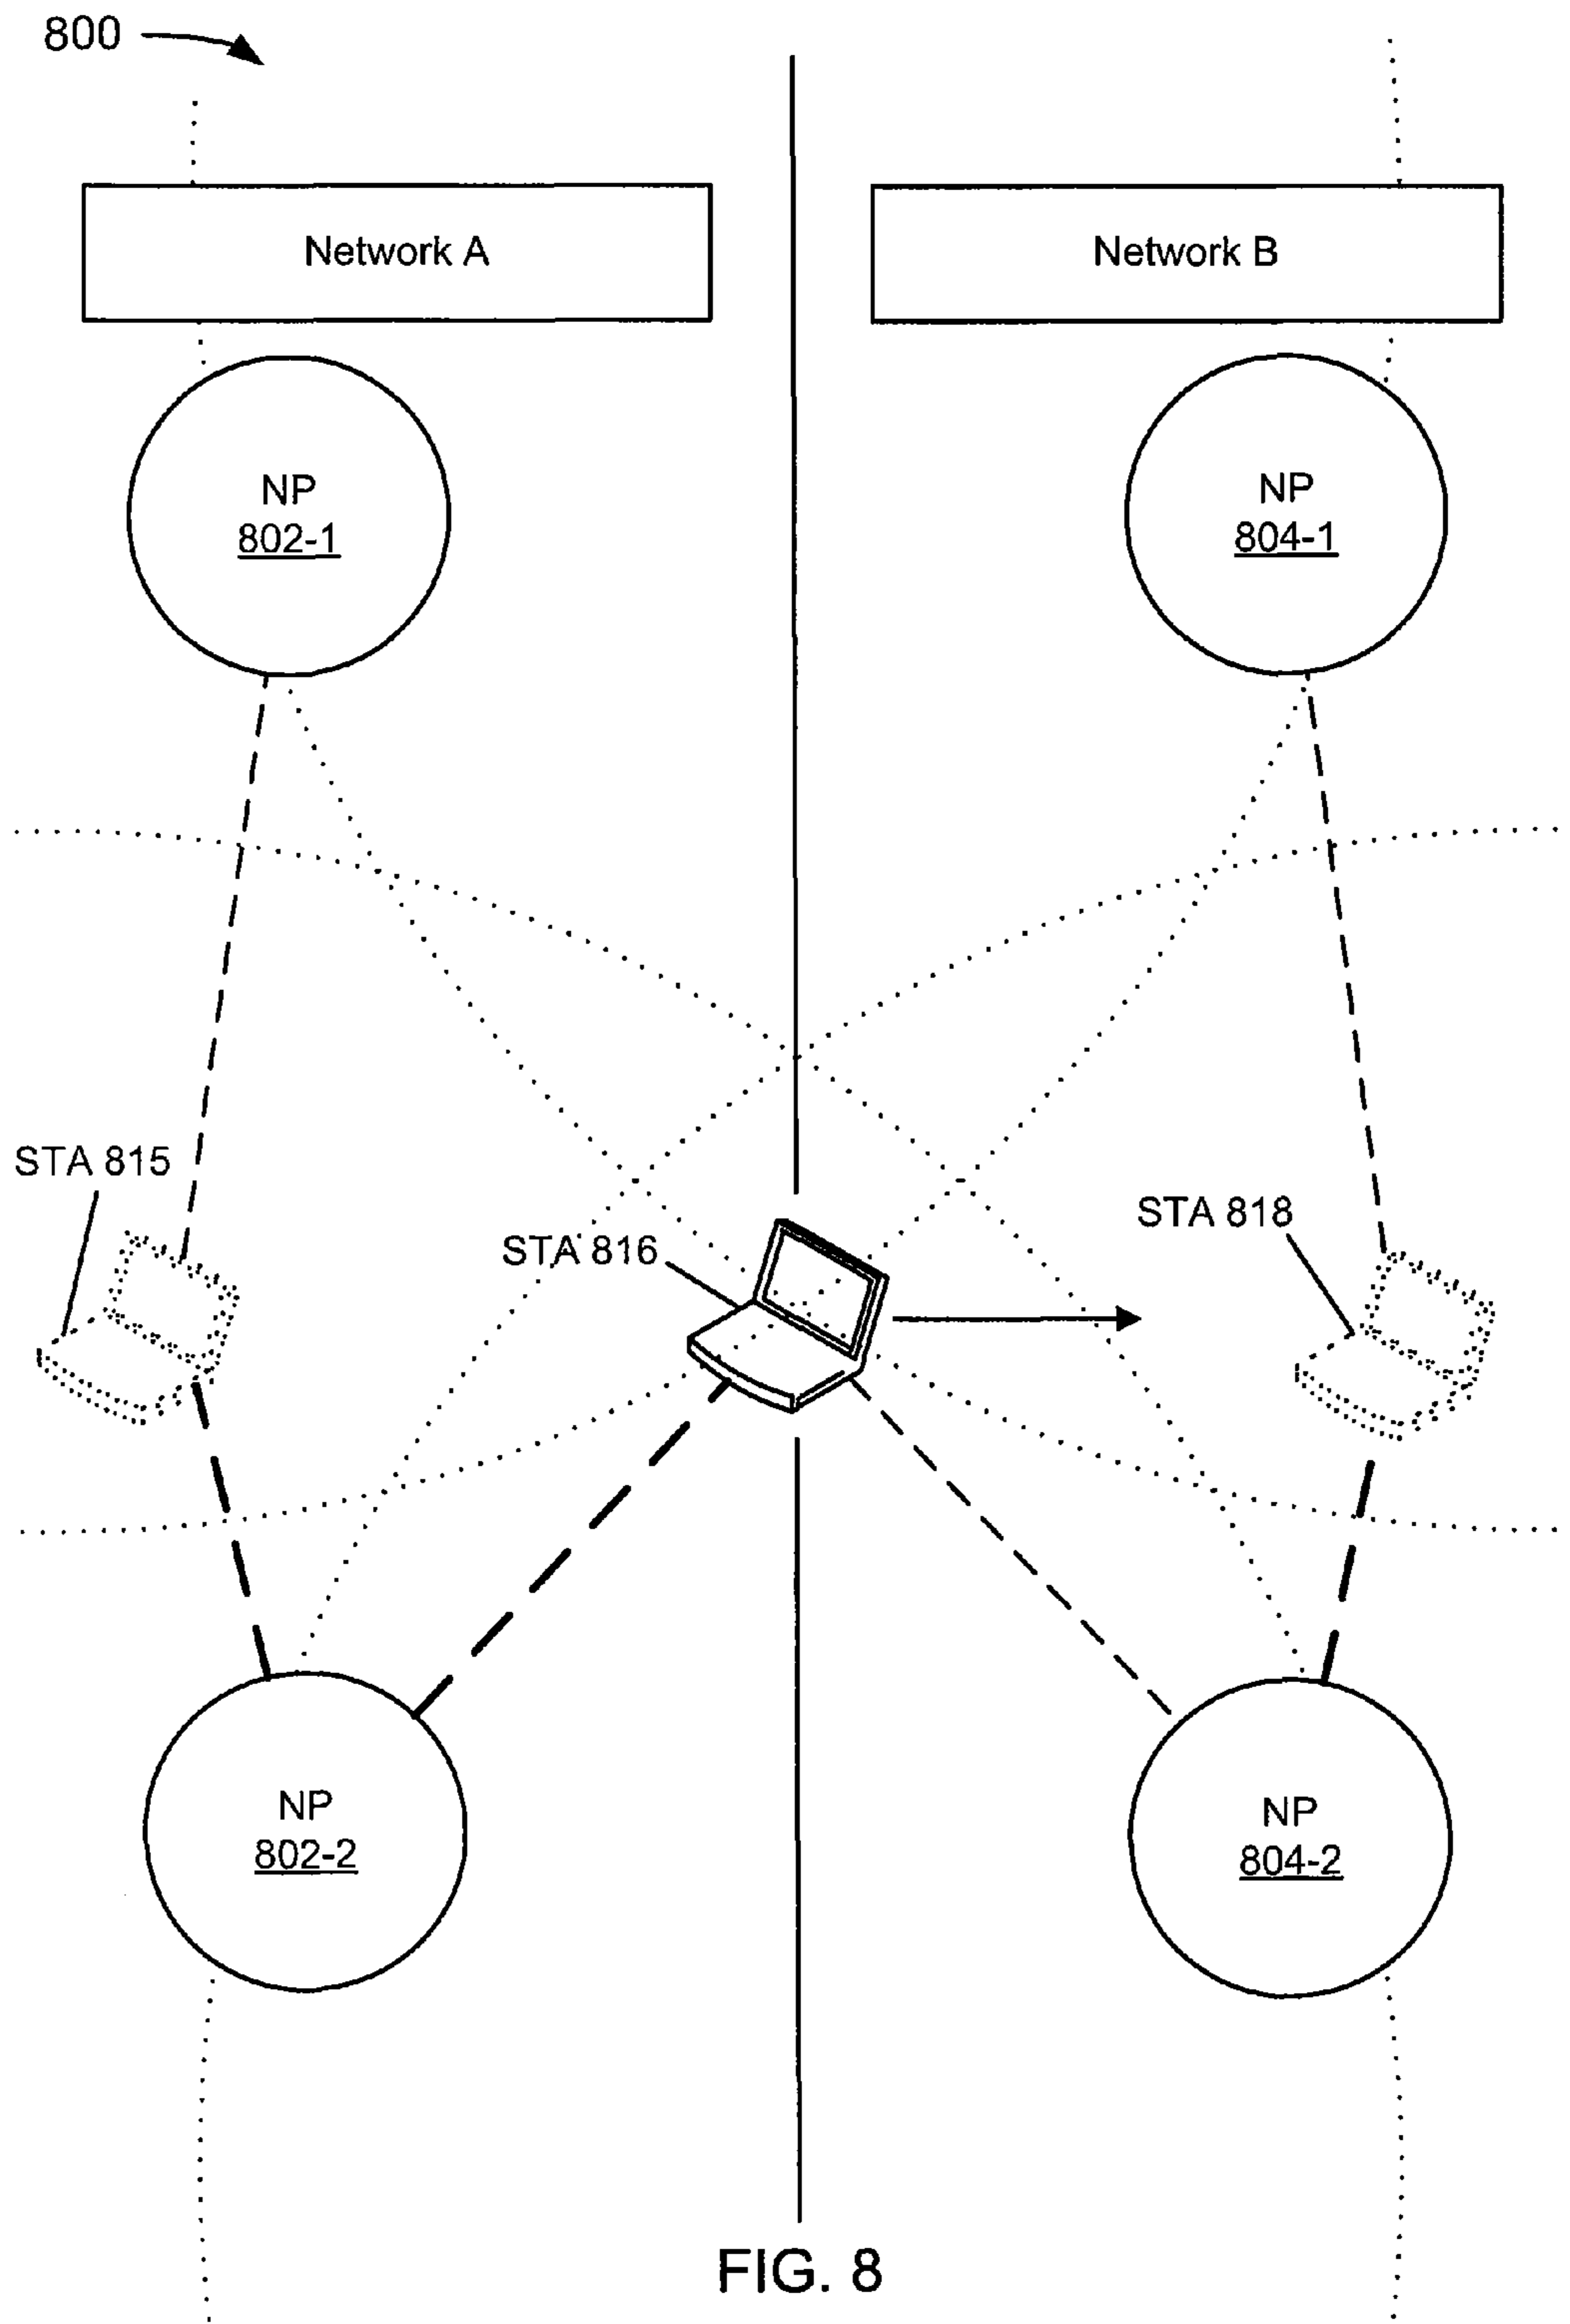 800
Network A
Network B
NP
802-1
NP
804-1
STA 815
STA 816
STA 818
NP
802-2
NP
804-2
FIG. 8